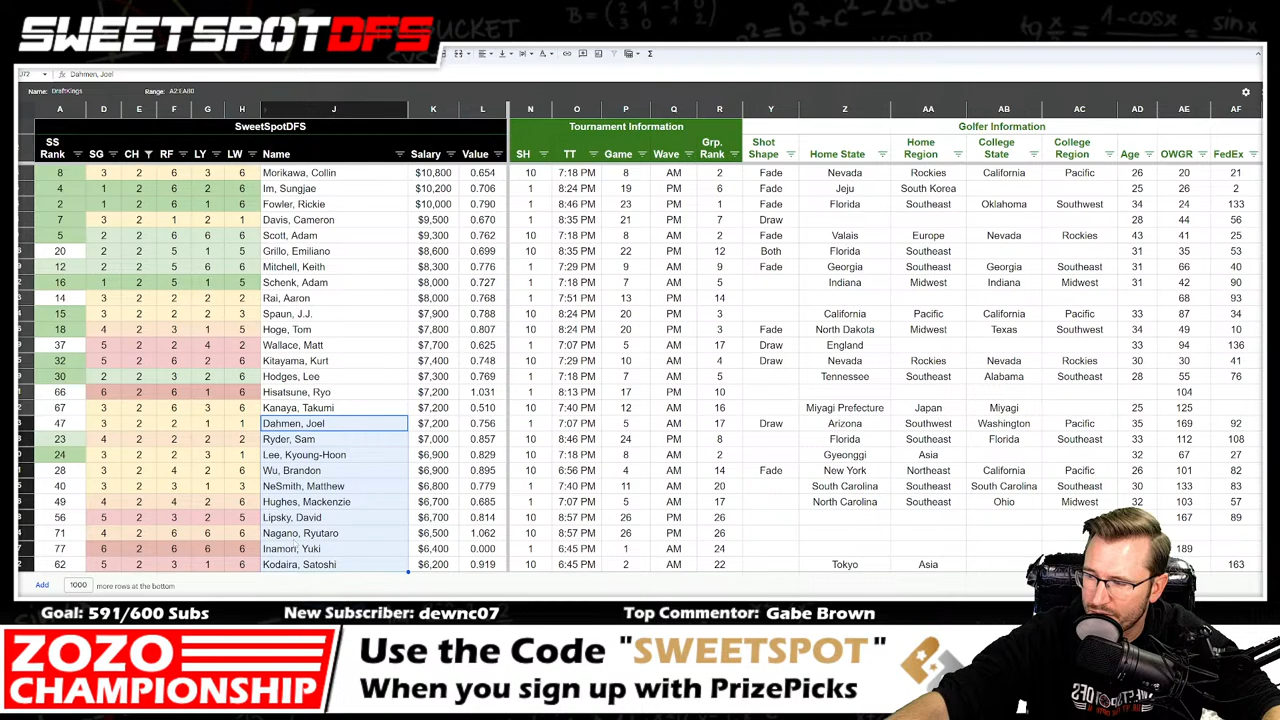 SWEETSPOTDFS
J72 fx Dahmen, Joel
Name: DraftKings Range: A2:EA80
A D E F G H J K L N O P Q R Y Z AA AB AC AD AE AF
SweetSpotDFS Tournament Information Golfer Information
SS Rank SG CH RF LY LW Name Salary Value SH TT Game Wave Grp. Rank Shot Shape Home State Home Region College State College Region Age OWGR FedEx
8 3 2 6 3 6 Morikawa, Collin $10,800 0.654 10 7:18 PM 8 AM 2 Fade Nevada Rockies California Pacific 26 20 21
4 1 2 6 1 6 Im, Sungjae $10,200 0.706 1 8:24 PM 19 PM 4 Fade Jeju South Korea 25 26 2
2 1 2 6 1 6 Fowler, Rickie $10,000 0.790 1 8:46 PM 23 PM 1 Fade Florida Southeast Oklahoma Southwest 34 24 133
7 3 2 1 2 1 Davis, Cameron $9,500 0.670 1 8:35 PM 21 PM 7 Draw 28 44 56
5 2 2 6 6 6 Scott, Adam $9,300 0.762 10 7:18 PM 8 AM 2 Fade Valais Europe Nevada Rockies 43 41 25
20 2 2 5 1 5 Grillo, Emiliano $8,600 0.699 10 8:35 PM 22 PM 12 Both Florida Southeast 31 35 53
12 2 2 5 6 6 Mitchell, Keith $8,300 0.776 1 7:29 PM 9 AM 9 Fade Georgia Southeast Georgia Southeast 31 66 40
16 1 2 5 1 5 Schenk, Adam $8,000 0.727 1 7:18 PM 7 AM 5 Indiana Midwest Indiana Midwest 31 42 90
14 3 2 2 2 2 Rai, Aaron $8,000 0.768 1 7:51 PM 13 PM 14 68 93
15 3 2 2 2 3 Spaun, J.J. $7,900 0.788 10 8:24 PM 20 PM 3 California Pacific California Pacific 33 87 34
18 4 2 3 1 5 Hoge, Tom $7,800 0.807 10 8:24 PM 20 PM 3 Fade North Dakota Midwest Texas Southwest 34 49 10
37 5 2 2 4 2 Wallace, Matt $7,700 0.625 1 7:07 PM 5 AM 17 Draw England 33 94 136
32 5 2 6 2 6 Kitayama, Kurt $7,400 0.748 10 7:29 PM 10 AM 4 Draw Nevada Rockies Nevada Rockies 30 30 41
30 2 2 3 2 6 Hodges, Lee $7,300 0.769 1 7:18 PM 7 AM 5 Tennessee Southeast Alabama Southeast 28 55 76
66 6 2 6 1 6 Hisatsune, Ryo $7,200 1.031 1 8:13 PM 17 PM 10 104
67 3 2 6 3 6 Kanaya, Takumi $7,200 0.510 10 7:40 PM 12 AM 16 Miyagi Prefecture Japan Miyagi 25 125
47 3 2 2 1 1 Dahmen, Joel $7,200 0.756 1 7:07 PM 5 AM 17 Draw Arizona Southwest Washington Pacific 35 169 92
23 4 2 2 2 2 Ryder, Sam $7,000 0.857 10 8:46 PM 24 PM 8 Florida Southeast Florida Southeast 33 112 108
24 3 2 2 3 1 Lee, Kyoung-Hoon $6,900 0.829 10 7:18 PM 8 AM 2 Gyeonggi Asia 32 67 27
28 3 2 4 2 6 Wu, Brandon $6,900 0.895 10 6:56 PM 4 AM 14 Fade New York Northeast California Pacific 26 101 82
40 3 2 3 1 3 NeSmith, Matthew $6,800 0.779 1 7:40 PM 11 AM 20 South Carolina Southeast South Carolina Southeast 30 133 83
49 4 2 4 2 6 Hughes, Mackenzie $6,700 0.685 1 7:07 PM 5 AM 17 North Carolina Southeast Ohio Midwest 32 103 57
56 5 2 3 2 5 Lipsky, David $6,700 0.814 10 8:57 PM 26 PM 26 167 89
71 4 2 6 6 6 Nagano, Ryutaro $6,500 1.062 10 8:57 PM 26 PM 26
77 6 2 6 6 6 Inamori, Yuki $6,400 0.000 1 6:45 PM 1 AM 24 189
62 5 2 3 1 6 Kodaira, Satoshi $6,200 0.919 10 6:45 PM 2 AM 22 Tokyo Asia 163
Add 1000 more rows at the bottom
Goal: 591/600 Subs New Subscriber: dewnc07 Top Commentor: Gabe Brown
ZOZO CHAMPIONSHIP
Use the Code "SWEETSPOT"
When you sign up with PrizePicks